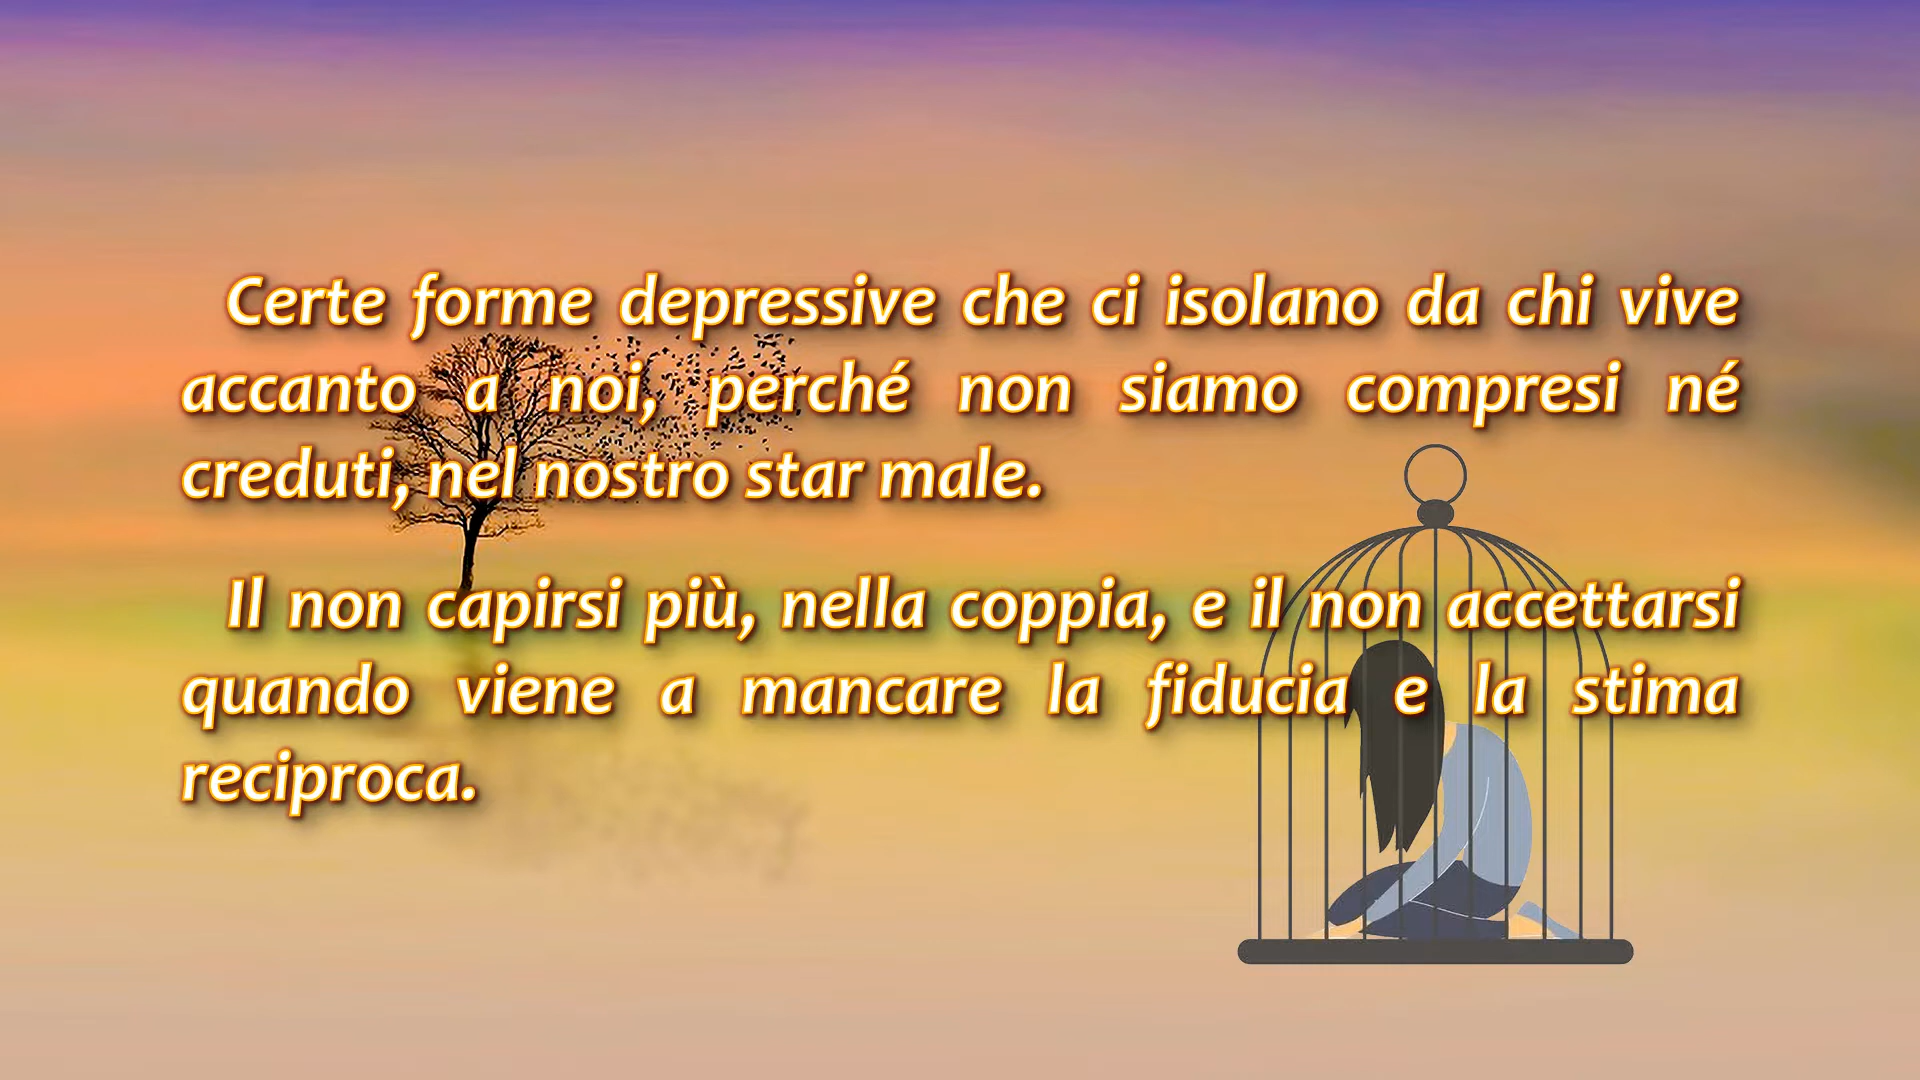 Certe forme depressive che ci isolano da chi vive
accanto a noi, perché non siamo compresi né
creduti, nel nostro star male.
Il non capirsi più, nella coppia, e il non accettarsi
quando viene a mancare la fiducia e la stima
reciproca.